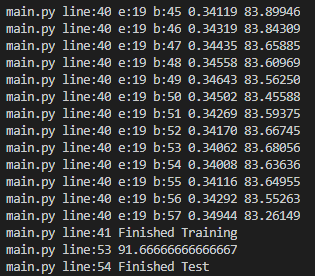 main.py line:40 e:19 b:45 0.34119 83.89946
main.py line:40 e:19 b:46 0.34319 83.84309
main.py line:40 e:19 b:47 0.34435 83.65885
main.py line:40 e:19 b:48 0.34558 83.60969
main.py line:40 e:19 b:49 0.34643 83.56250
main.py line:40 e:19 b:50 0.34502 83.45588
main.py line:40 e:19 b:51 0.34269 83.59375
main.py line:40 e:19 b:52 0.34170 83.66745
main.py line:40 e:19 b:53 0.34062 83.68056
main.py line:40 e:19 b:54 0.34008 83.63636
main.py line:40 e:19 b:55 0.34116 83.64955
main.py line:40 e:19 b:56 0.34292 83.55263
main.py line:40 e:19 b:57 0.34944 83.26149
main.py line:41 Finished Training
main.py line:53 91.66666666666667
main.py line:54 Finished Test